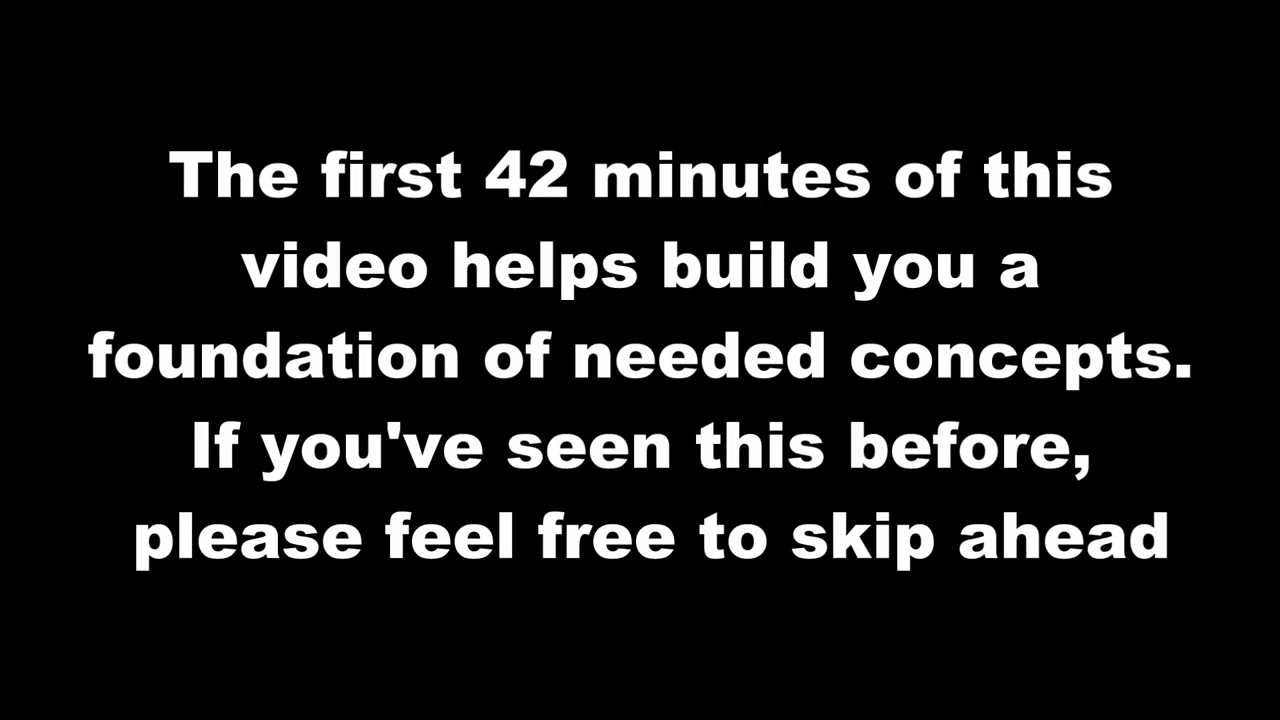 The first 42 minutes of this
video helps build you a
foundation of needed concepts.
If you've seen this before,
please feel free to skip ahead